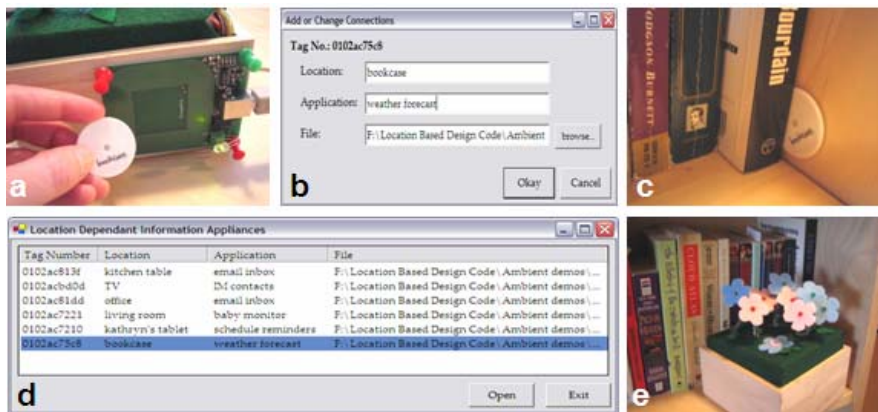 a
bookcase
b
Add or Change Connections
Tag No.: 0102ac75c8
Location: bookcase
Application: weather forecast
File: F:\Location Based Design Code\Ambient browse...
Okay Cancel
c
HODGSON BURNETT
Bourdain
d
Location Dependant Information Appliances
Tag Number Location Application File
0102ac813f kitchen table email inbox F:\Location Based Design Code\Ambient demos\...
0102acbd0d TV IM contacts F:\Location Based Design Code\Ambient demos\...
0102ac81dd office email inbox F:\Location Based Design Code\Ambient demos\...
0102ac7221 living room baby monitor F:\Location Based Design Code\Ambient demos\...
0102ac7210 kathryn's tablet schedule reminders F:\Location Based Design Code\Ambient demos\...
0102ac75c8 bookcase weather forecast F:\Location Based Design Code\Ambient demos\...
Open Exit
e
CLOUD ATLAS